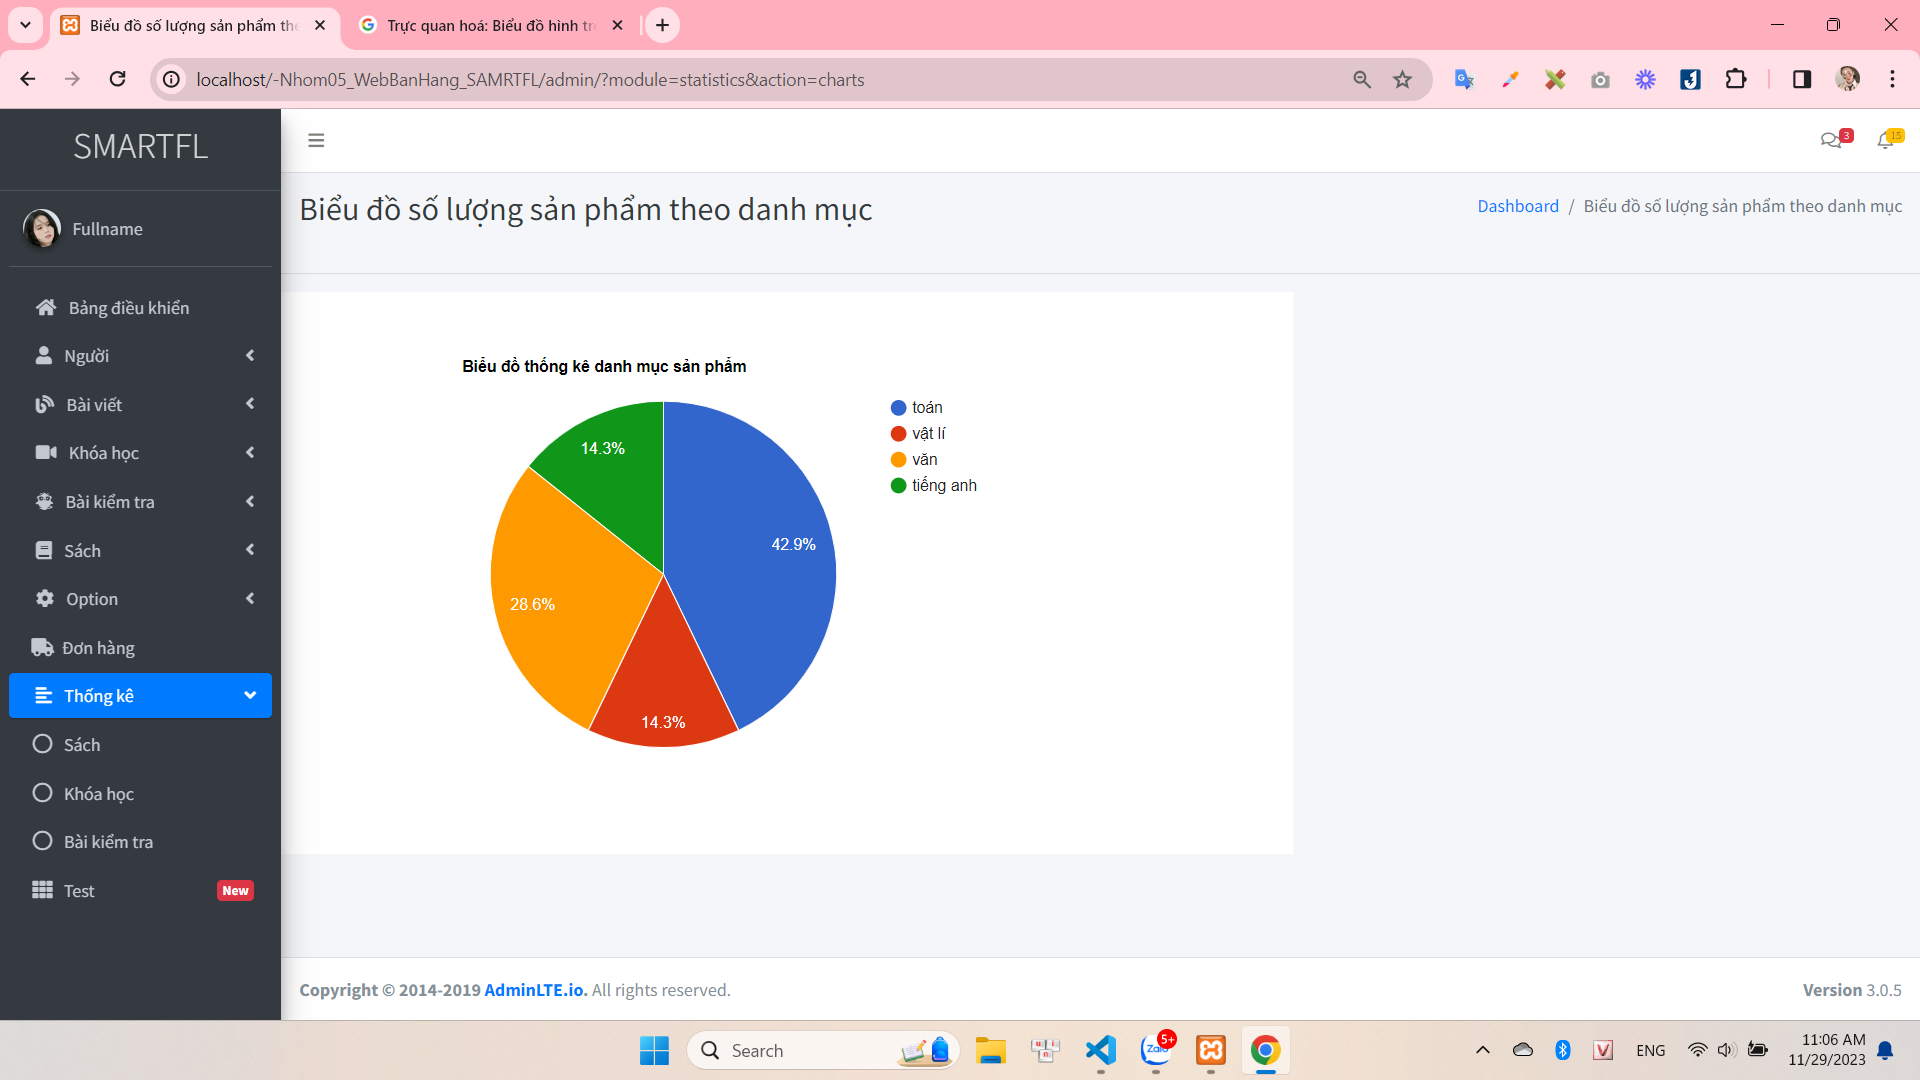 Biểu đồ số lượng sản phẩm the
Trực quan hoá: Biểu đồ hình tr
localhost/-Nhom05_WebBanHang_SAMRTFL/admin/?module=statistics&action=charts
SMARTFL
3
15
Fullname
Biểu đồ số lượng sản phẩm theo danh mục
Dashboard / Biểu đồ số lượng sản phẩm theo danh mục
Bảng điều khiển
Người
Bài viết
Khóa học
Bài kiểm tra
Sách
Option
Đơn hàng
Thống kê
Sách
Khóa học
Bài kiểm tra
Test
New
Biểu đồ thống kê danh mục sản phẩm
toán
vật lí
văn
tiếng anh
14.3%
42.9%
28.6%
14.3%
Copyright © 2014-2019 AdminLTE.io. All rights reserved.
Version 3.0.5
Search
Zalo
5+
ENG
11:06 AM
11/29/2023